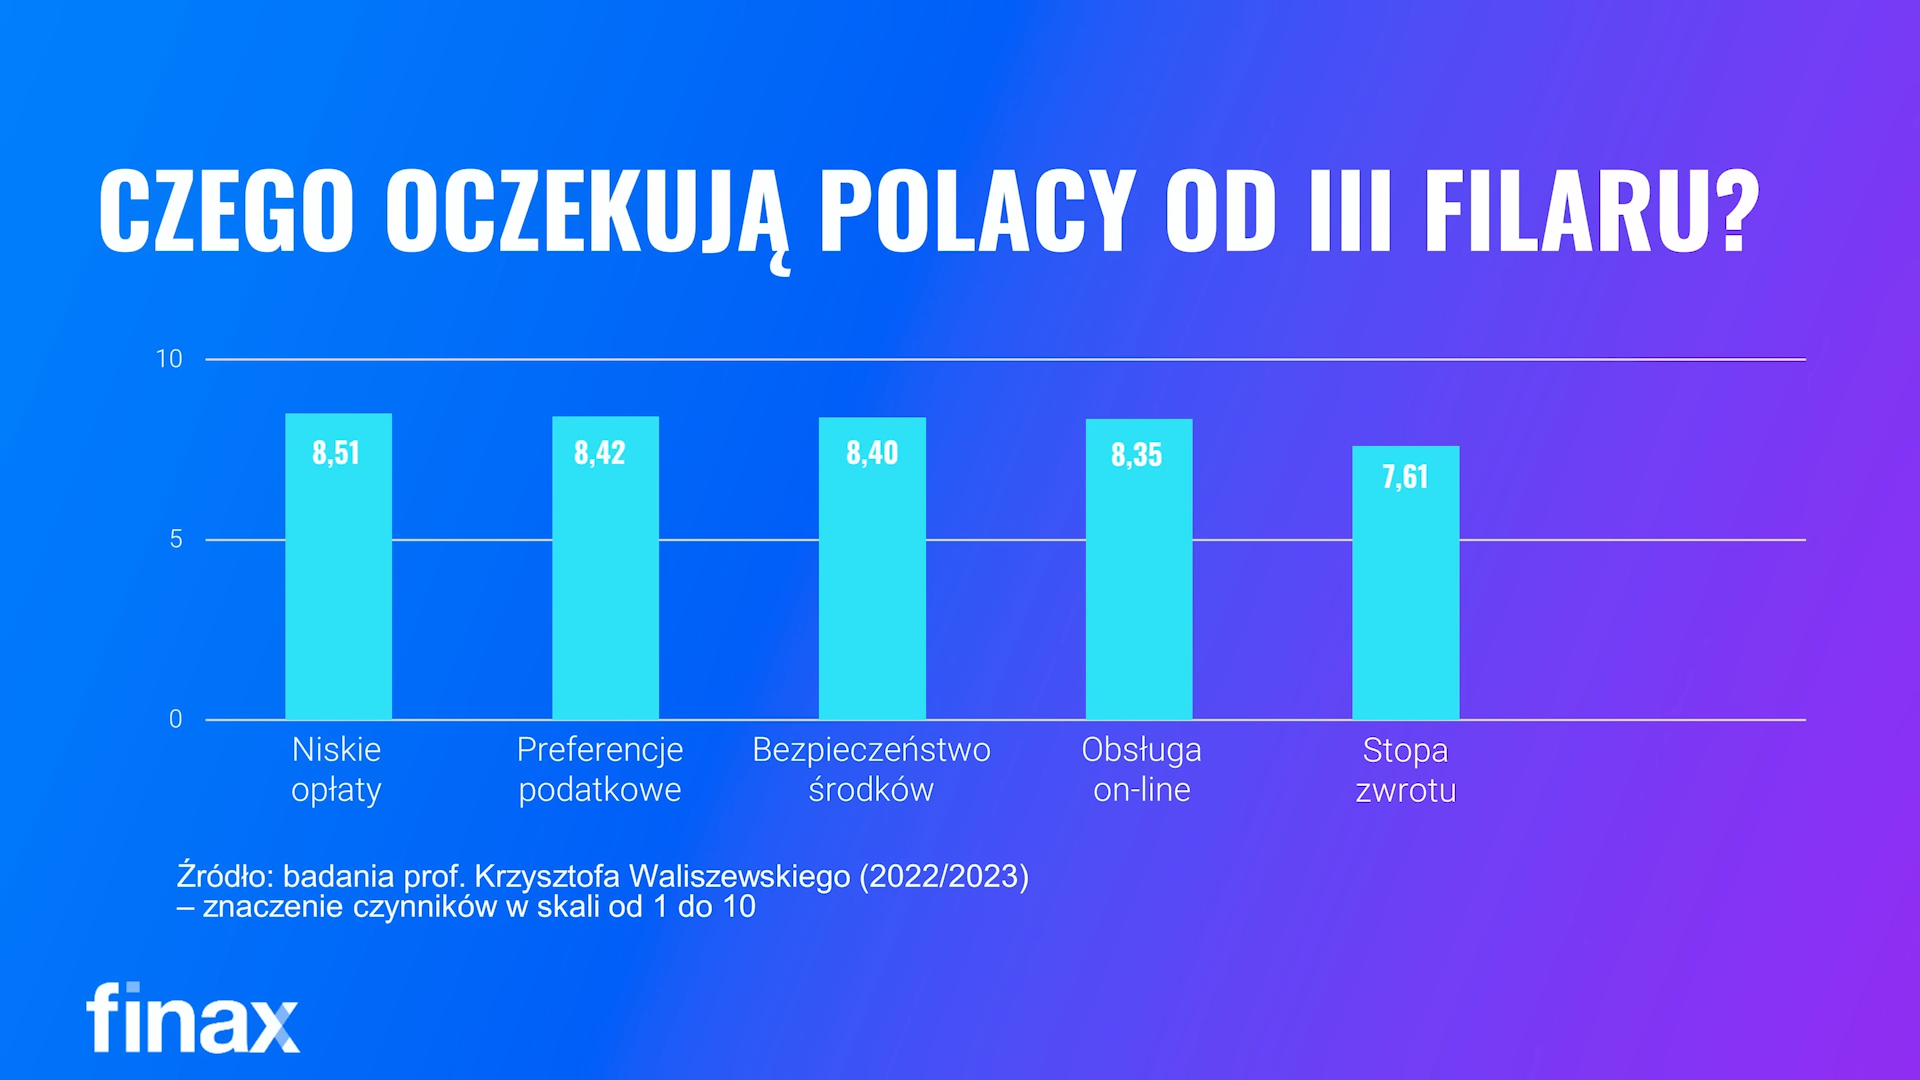 CZEGO OCZEKUJĄ POLACY OD III FILARU?
10
5
0
8,51
8,42
8,40
8,35
7,61
Niskie
opłaty
Preferencje
podatkowe
Bezpieczeństwo
środków
Obsługa
on-line
Stopa
zwrotu
Źródło: badania prof. Krzysztofa Waliszewskiego (2022/2023)
– znaczenie czynników w skali od 1 do 10
finax